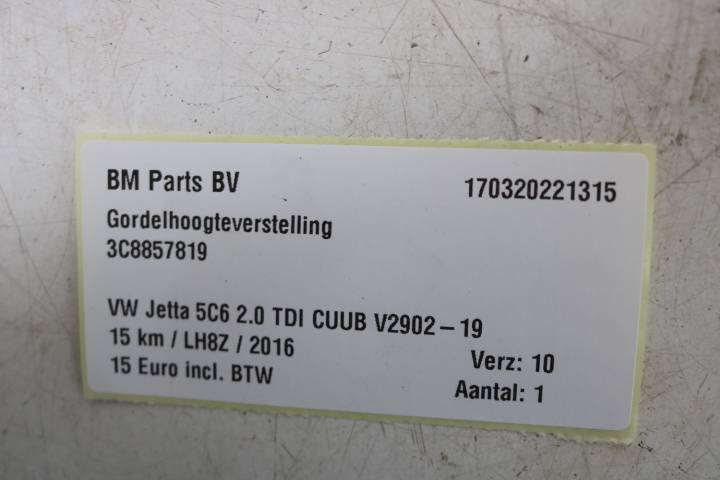 BM Parts BV 170320221315
Gordelhoogteverstelling
3C8857819
VW Jetta 5C6 2.0 TDI CUUB V2902-19
15 km / LH8Z / 2016 Verz: 10
15 Euro incl. BTW Aantal: 1